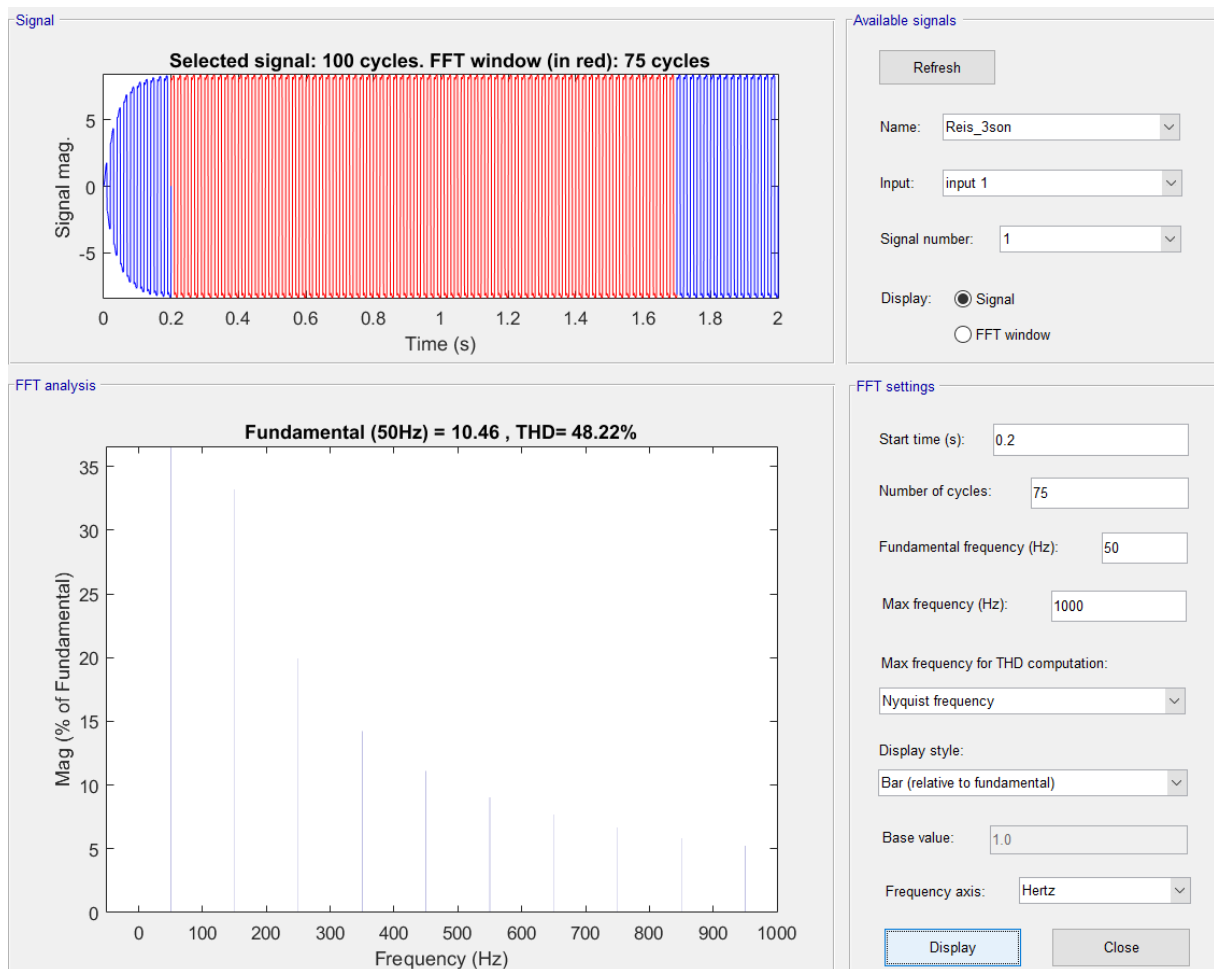 Signal
Selected signal: 100 cycles. FFT window (in red): 75 cycles
5
0
-5
Signal mag.
0 0.2 0.4 0.6 0.8 1 1.2 1.4 1.6 1.8 2
Time (s)
Available signals
Refresh
Name: Reis_3son
Input: input 1
Signal number: 1
Display: Signal
FFT window
FFT analysis
Fundamental (50Hz) = 10.46 , THD= 48.22%
35
30
25
20
15
10
5
0
Mag (% of Fundamental)
0 100 200 300 400 500 600 700 800 900 1000
Frequency (Hz)
FFT settings
Start time (s): 0.2
Number of cycles: 75
Fundamental frequency (Hz): 50
Max frequency (Hz): 1000
Max frequency for THD computation:
Nyquist frequency
Display style:
Bar (relative to fundamental)
Base value: 1.0
Frequency axis: Hertz
Display Close